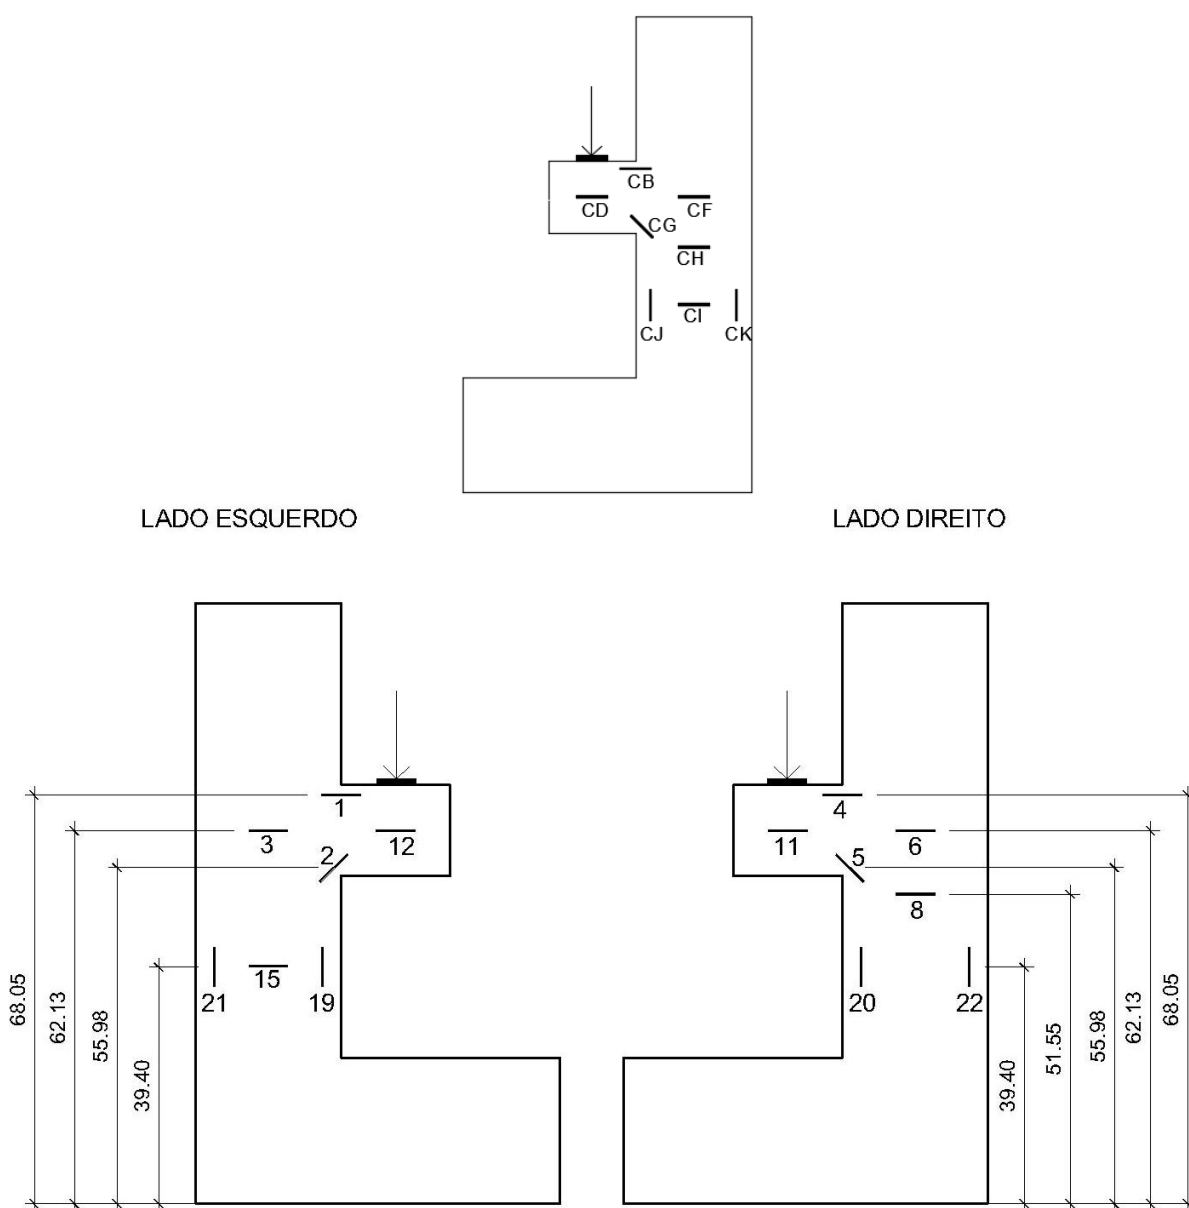 CB
CD
CF
CG
CH
CI
CJ
CK
LADO ESQUERDO
LADO DIREITO
1
3
2
12
21
15
19
68.05
62.13
55.98
39.40
4
11
5
6
8
20
22
39.40
51.55
55.98
62.13
68.05